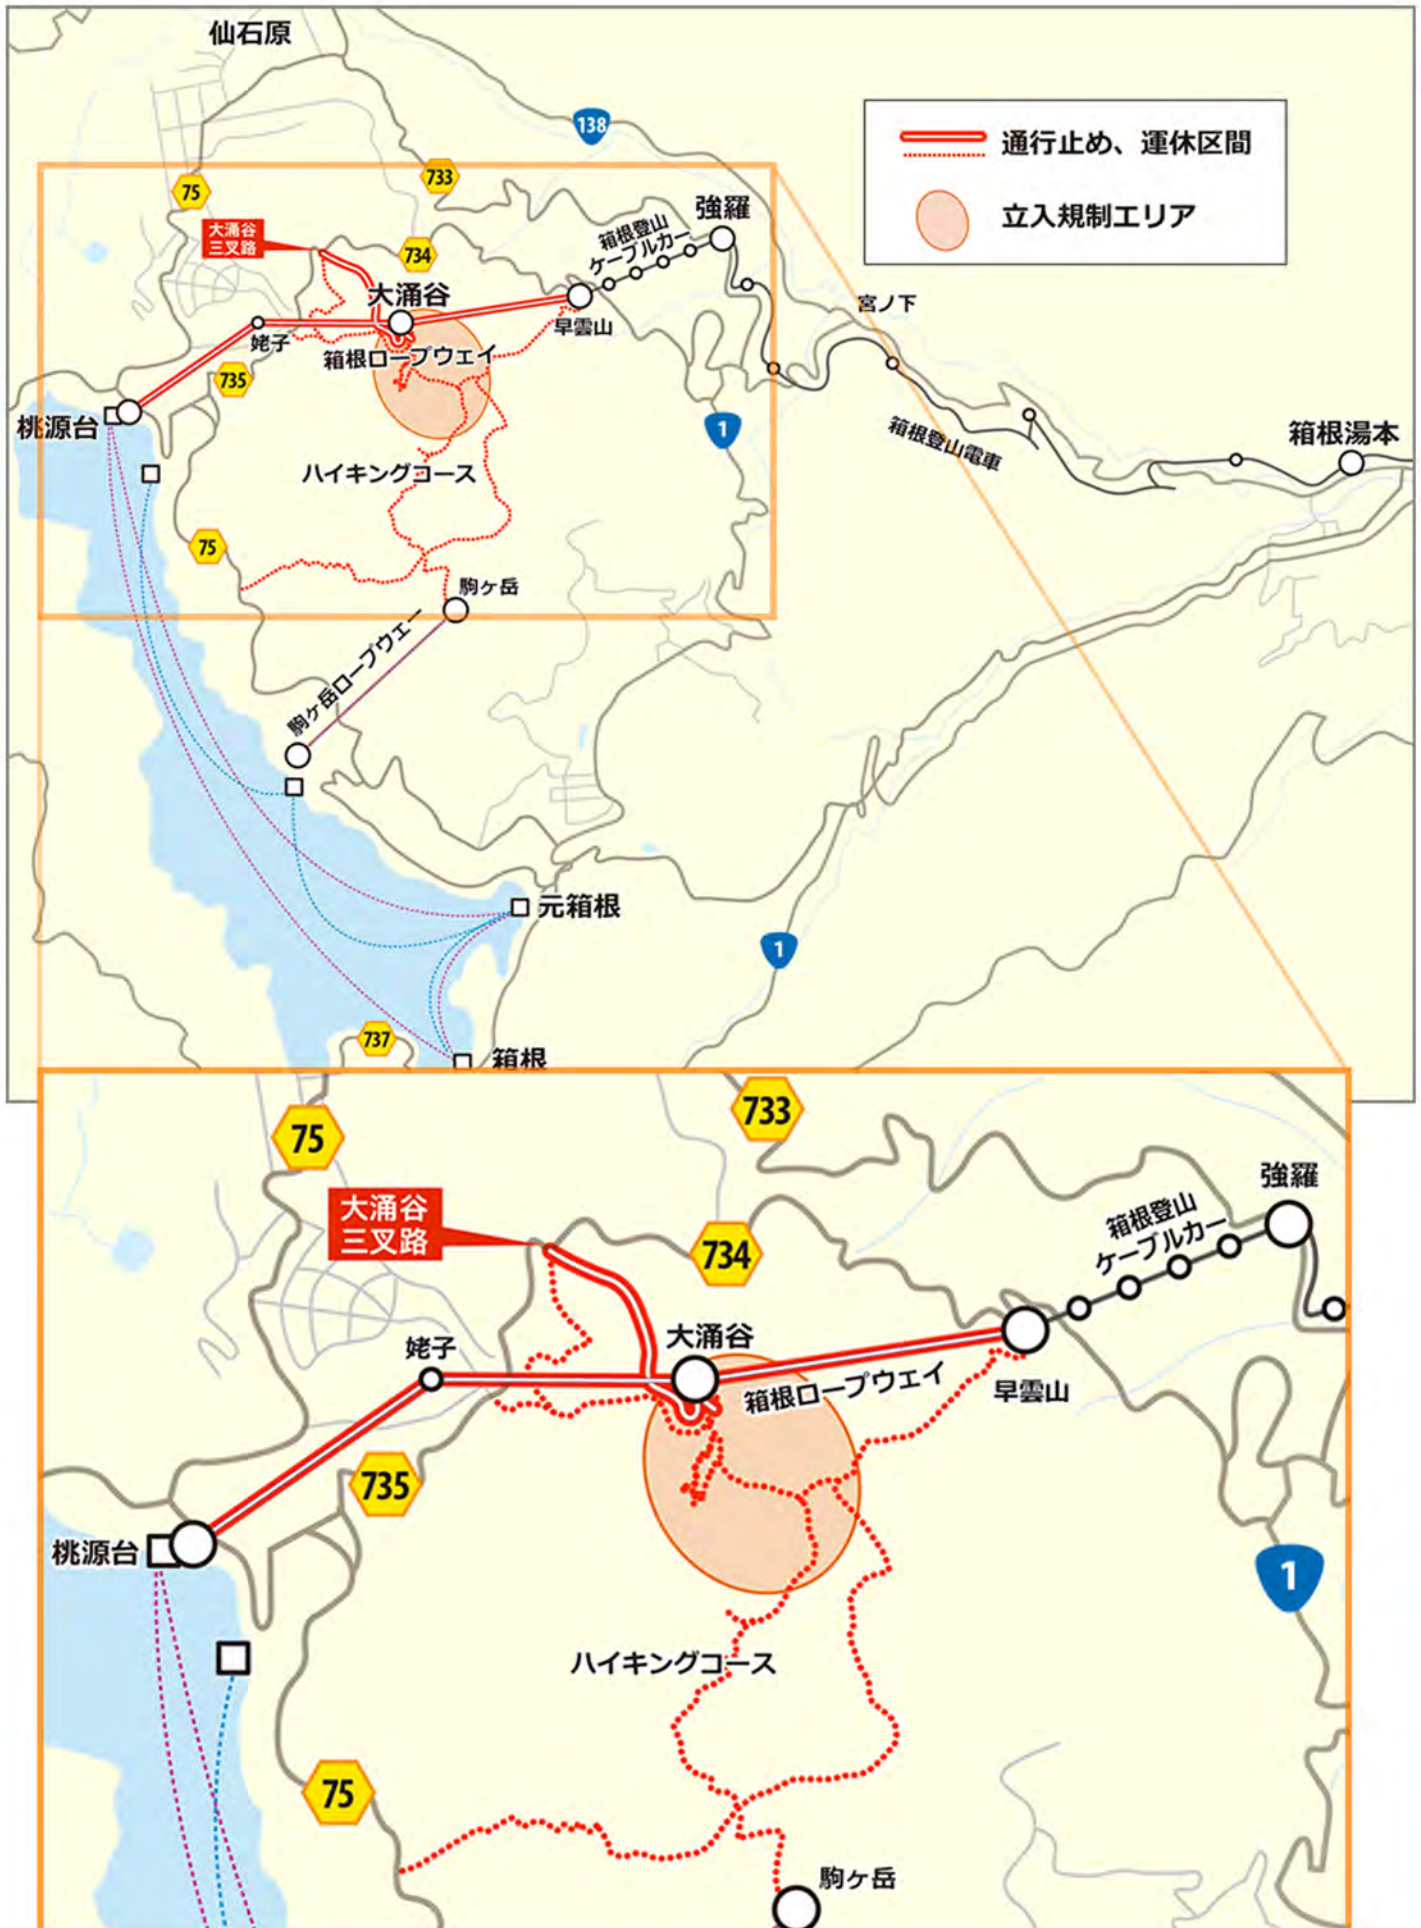 仙石原
138
通行止め、運休区間
立入規制エリア
75
733
強羅
箱根登山
ケーブルカー
大涌谷
三叉路
734
大涌谷
早雲山
宮ノ下
姥子
箱根ロープウェイ
735
桃源台
1
箱根登山電車
箱根湯本
ハイキングコース
75
駒ヶ岳
駒ヶ岳ロープウェー
元箱根
1
737
箱根
733
75
強羅
箱根登山
ケーブルカー
大涌谷
三叉路
734
大涌谷
姥子
箱根ロープウェイ
早雲山
735
桃源台
1
ハイキングコース
75
駒ヶ岳